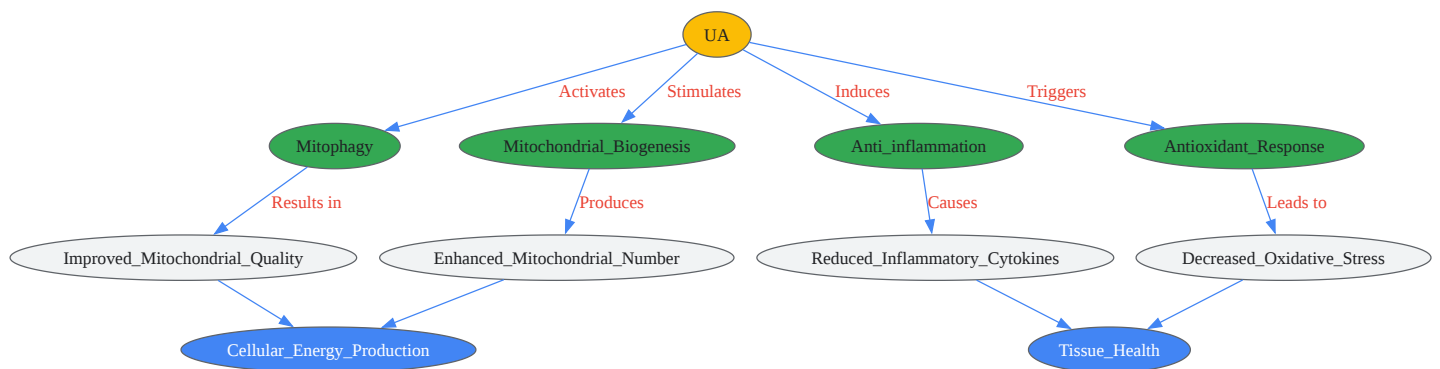 UA
Activates
Stimulates
Induces
Triggers
Mitophagy
Mitochondrial_Biogenesis
Anti_inflammation
Antioxidant_Response
Results in
Produces
Causes
Leads to
Improved_Mitochondrial_Quality
Enhanced_Mitochondrial_Number
Reduced_Inflammatory_Cytokines
Decreased_Oxidative_Stress
Cellular_Energy_Production
Tissue_Health